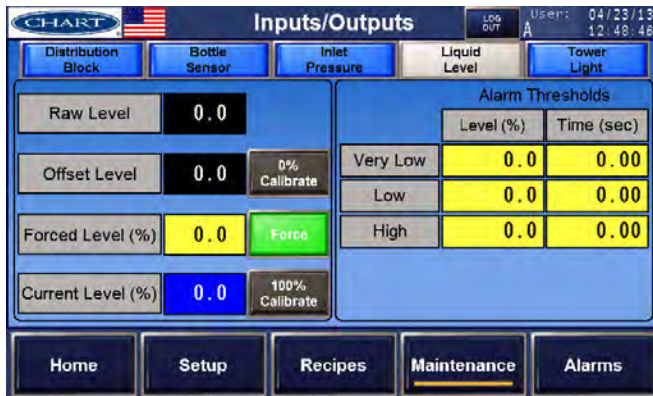 CHART
Inputs/Outputs
LOG OUT
User: 04/23/13
A 12:48:46
Distribution Block
Bottle Sensor
Inlet Pressure
Liquid Level
Tower Light
Alarm Thresholds
Level (%) Time (sec)
Raw Level 0.0
Offset Level 0.0 0% Calibrate
Forced Level (%) 0.0 Force
Current Level (%) 0.0 100% Calibrate
Very Low 0.0 0.00
Low 0.0 0.00
High 0.0 0.00
Home Setup Recipes Maintenance Alarms